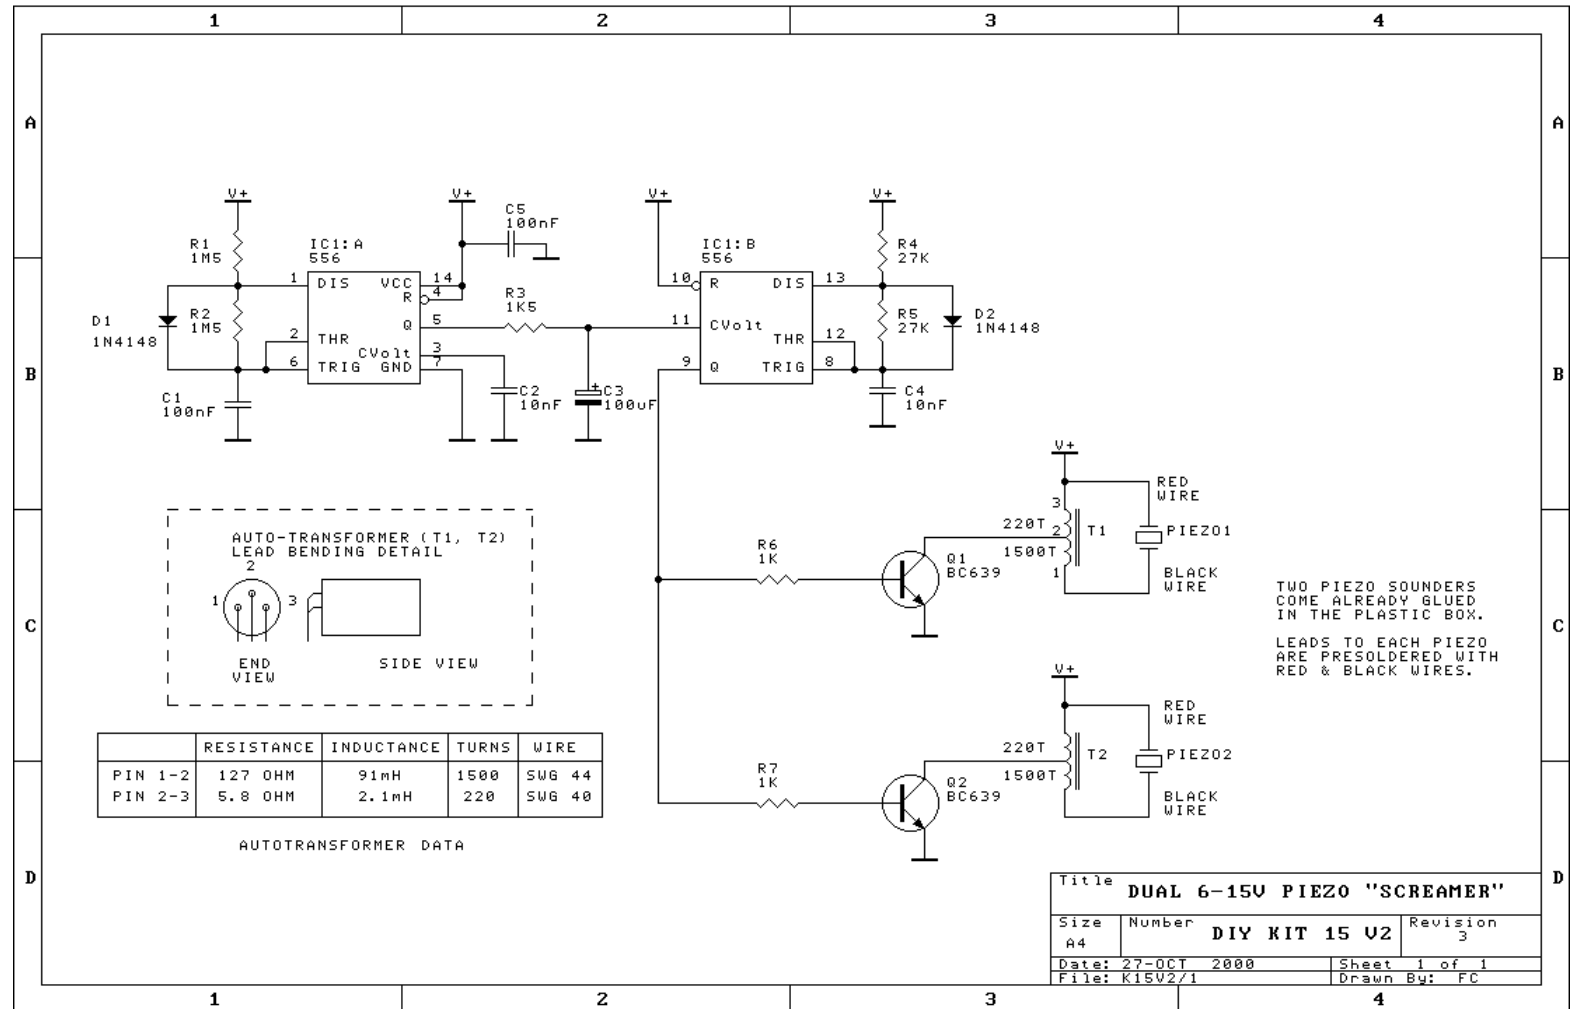 1 2 3 4
A A
V+ V+ V+ V+
C5
100nF
R1
1M5
IC1:A
556
IC1:B
556
R4
27K
1 DIS VCC 14
R 4
10 R DIS 13
D1
1N4148
R2
1M5
R3
1K5
Q 5
11 CVolt
R5
27K
D2
1N4148
2 THR
CVolt 3
THR 12
6 TRIG GND 7
9 Q TRIG 8
B B
C1
100nF
C2
10nF
+
C3
100uF
C4
10nF
V+
RED
WIRE
3
220T 2 T1 PIEZO1
1500T
1
BLACK
WIRE
AUTO-TRANSFORMER (T1, T2)
LEAD BENDING DETAIL
2
1 3
END
VIEW
SIDE VIEW
R6
1K
Q1
BC639
TWO PIEZO SOUNDERS
COME ALREADY GLUED
IN THE PLASTIC BOX.
LEADS TO EACH PIEZO
ARE PRESOLDERED WITH
RED & BLACK WIRES.
C C
V+
RED
WIRE
220T T2 PIEZO2
1500T
BLACK
WIRE
R7
1K
Q2
BC639
RESISTANCE INDUCTANCE TURNS WIRE
PIN 1-2 127 OHM 91mH 1500 SWG 44
PIN 2-3 5.8 OHM 2.1mH 220 SWG 40
AUTOTRANSFORMER DATA
D D
Title DUAL 6-15V PIEZO "SCREAMER"
Size A4 Number DIY KIT 15 V2 Revision 3
Date: 27-OCT 2000 Sheet 1 of 1
File: K15V2/1 Drawn By: FC
1 2 3 4